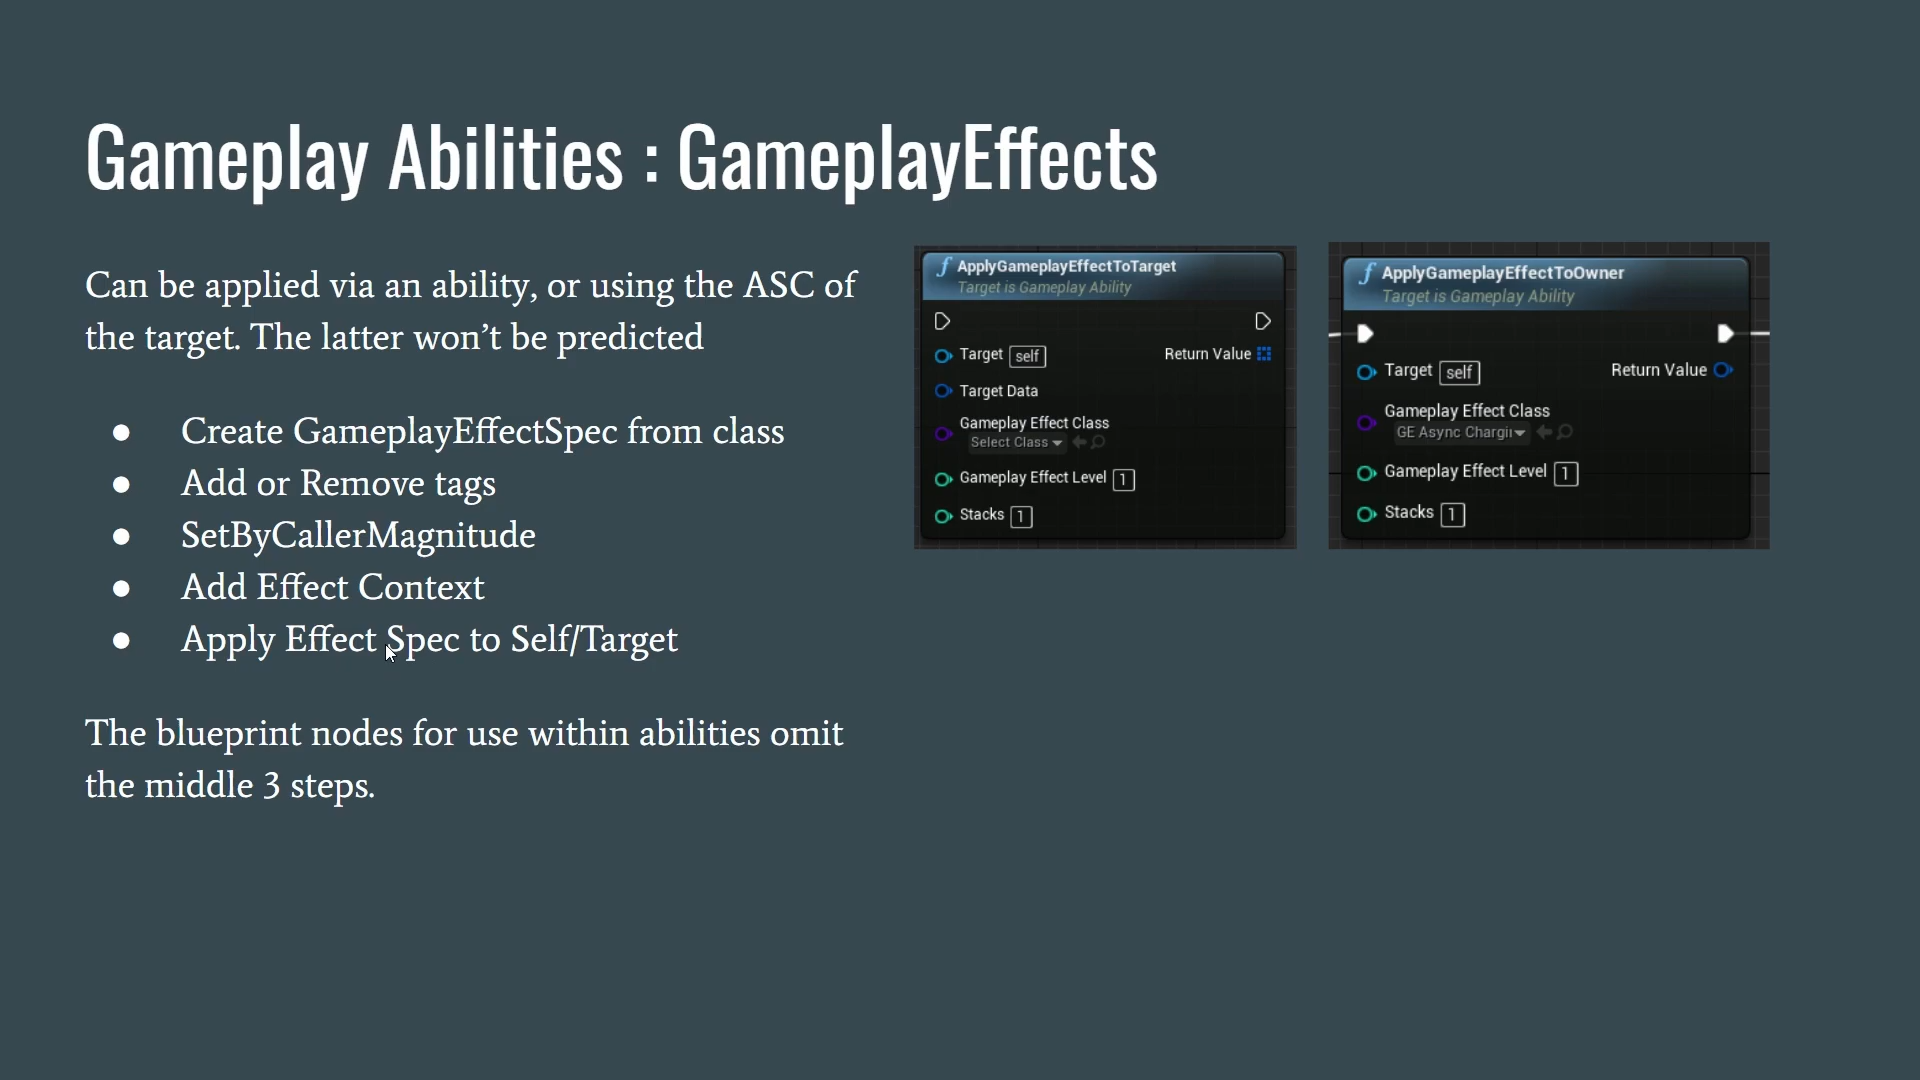 Gameplay Abilities : GameplayEffects
Can be applied via an ability, or using the ASC of
the target. The latter won’t be predicted
● Create GameplayEffectSpec from class
● Add or Remove tags
● SetByCallerMagnitude
● Add Effect Context
● Apply Effect Spec to Self/Target
The blueprint nodes for use within abilities omit
the middle 3 steps.
f ApplyGameplayEffectToTarget
Target is Gameplay Ability
Target self Return Value
Target Data
Gameplay Effect Class
Select Class
Gameplay Effect Level 1
Stacks 1
f ApplyGameplayEffectToOwner
Target is Gameplay Ability
Target self Return Value
Gameplay Effect Class
GE Async Chargii
Gameplay Effect Level 1
Stacks 1